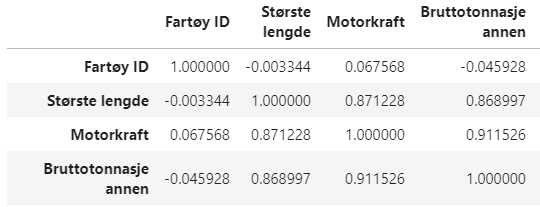 Fartøy ID Største lengde Motorkraft Bruttotonnasje annen
Fartøy ID 1.000000 -0.003344 0.067568 -0.045928
Største lengde -0.003344 1.000000 0.871228 0.868997
Motorkraft 0.067568 0.871228 1.000000 0.911526
Bruttotonnasje annen -0.045928 0.868997 0.911526 1.000000